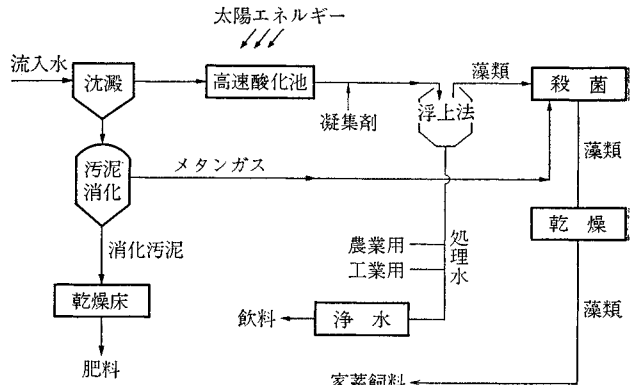 太陽エネルギー
流入水
沈澱
高速酸化池
凝集剤
藻類
浮上法
殺菌
汚泥
消化
メタンガス
藻類
消化汚泥
農業用
工業用
処理水
乾燥
乾燥床
飲料
浄水
藻類
肥料
家蓄飼料